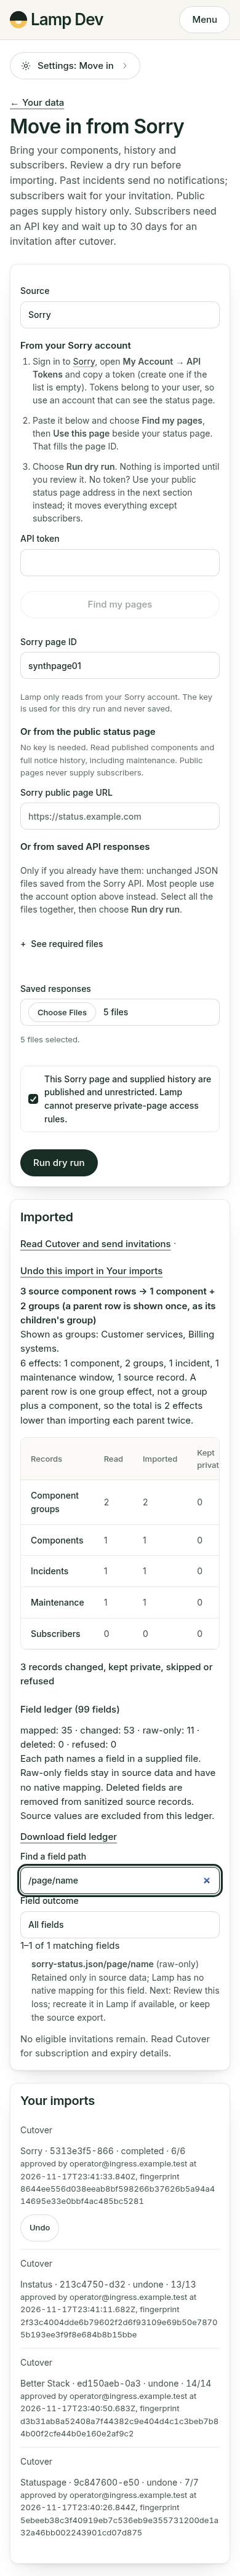 Lamp Dev
Menu
Settings: Move in
← Your data
Move in from Sorry
Bring your components, history and
subscribers. Review a dry run before
importing. Past incidents send no notifications;
subscribers wait for your invitation. Public
pages supply history only. Subscribers need
an API key and wait up to 30 days for an
invitation after cutover.
Source
Sorry
From your Sorry account
1. Sign in to Sorry, open My Account → API
Tokens and copy a token (create one if the
list is empty). Tokens belong to your user, so
use an account that can see the status page.
2. Paste it below and choose Find my pages,
then Use this page beside your status page.
That fills the page ID.
3. Choose Run dry run. Nothing is imported until
you review it. No token? Use your public
status page address in the next section
instead; it moves everything except
subscribers.
API token
Find my pages
Sorry page ID
synthpage01
Lamp only reads from your Sorry account. The key
is used for this dry run and never saved.
Or from the public status page
No key is needed. Read published components and
full notice history, including maintenance. Public
pages never supply subscribers.
Sorry public page URL
https://status.example.com
Or from saved API responses
Only if you already have them: unchanged JSON
files saved from the Sorry API. Most people use
the account option above instead. Select all the
files together, then choose Run dry run.
+ See required files
Saved responses
Choose Files 5 files
5 files selected.
This Sorry page and supplied history are
published and unrestricted. Lamp
cannot preserve private-page access
rules.
Run dry run
Imported
Read Cutover and send invitations ·
Undo this import in Your imports
3 source component rows → 1 component +
2 groups (a parent row is shown once, as its
children's group)
Shown as groups: Customer services, Billing
systems.
6 effects: 1 component, 2 groups, 1 incident, 1
maintenance window, 1 source record. A
parent row is one group effect, not a group
plus a component, so the total is 2 effects
lower than importing each parent twice.
Records Read Imported Kept
privat
Component
groups 2 2 0
Components 1 1 0
Incidents 1 1 0
Maintenance 1 1 0
Subscribers 0 0 0
3 records changed, kept private, skipped or
refused
Field ledger (99 fields)
mapped: 35 · changed: 53 · raw-only: 11 ·
deleted: 0 · refused: 0
Each path names a field in a supplied file.
Raw-only fields stay in source data and have
no native mapping. Deleted fields are
removed from sanitized source records.
Source values are excluded from this ledger.
Download field ledger
Find a field path
/page/name
Field outcome
All fields
1–1 of 1 matching fields
sorry-status.json/page/name (raw-only)
Retained only in source data; Lamp has no
native mapping for this field. Next: Review this
loss; recreate it in Lamp if available, or keep
the source export.
No eligible invitations remain. Read Cutover
for subscription and expiry details.
Your imports
Cutover
Sorry · 5313e3f5-866 · completed · 6/6
approved by operator@ingress.example.test at
2026-11-17T23:41:33.840Z, fingerprint
8644ee556d038eeab8bf598266b37626b5a94a4
14695e33e0bbf4ac485bc5281
Undo
Cutover
Instatus · 213c4750-d32 · undone · 13/13
approved by operator@ingress.example.test at
2026-11-17T23:41:11.682Z, fingerprint
2f33c4004dde6b79602f2d6f93109e69b50e7870
5b193ee3f9f8e684b8b15bbe
Cutover
Better Stack · ed150aeb-0a3 · undone · 14/14
approved by operator@ingress.example.test at
2026-11-17T23:40:50.683Z, fingerprint
d3b31ab8a52408a7f44382c9e404d4c1c3beb7b8
4b00f2cfe44b0e160e2af9c2
Cutover
Statuspage · 9c847600-e50 · undone · 7/7
approved by operator@ingress.example.test at
2026-11-17T23:40:26.844Z, fingerprint
5ebeeb38c3f40919eb7c536eb9e355731200de1a
32a46bb002243901cd07d875